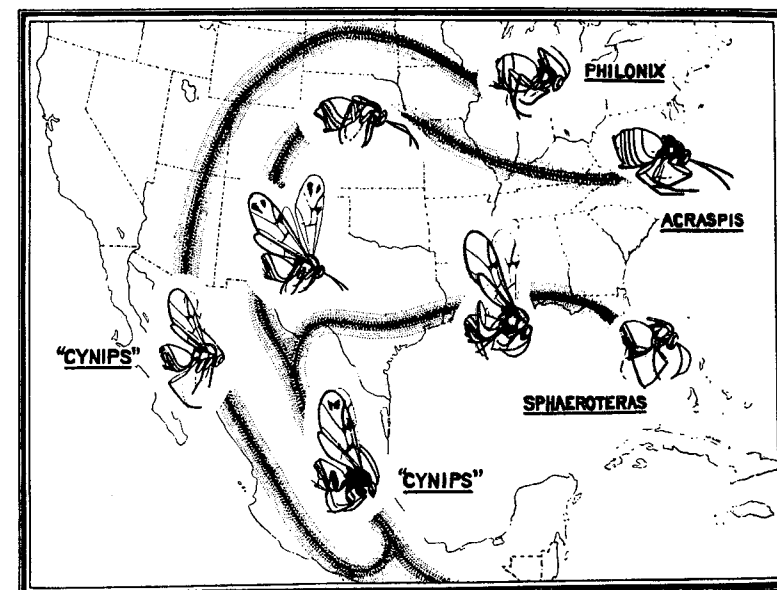 PHILONIX
ACRASPIS
"CYNIPS"
SPHAEROTERAS
"CYNIPS"